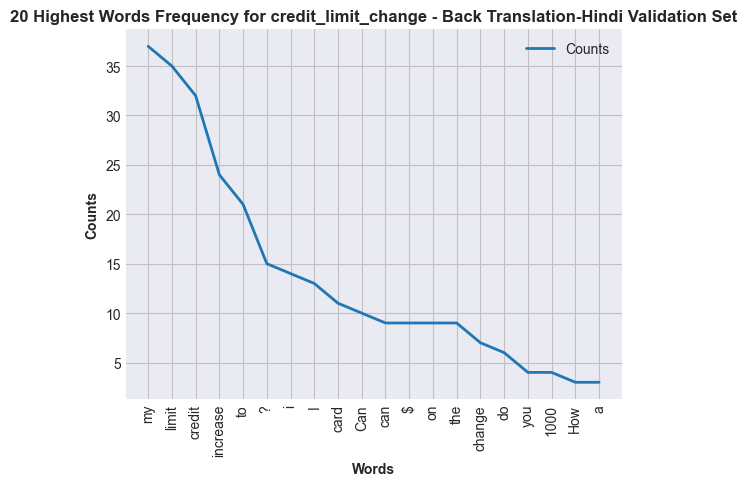 20 Highest Words Frequency for credit_limit_change - Back Translation-Hindi Validation Set
Counts
35
30
25
20
15
10
5
Counts
my
limit
credit
increase
to
?
i
I
card
Can
can
$
on
the
change
do
you
1000
How
a
Words